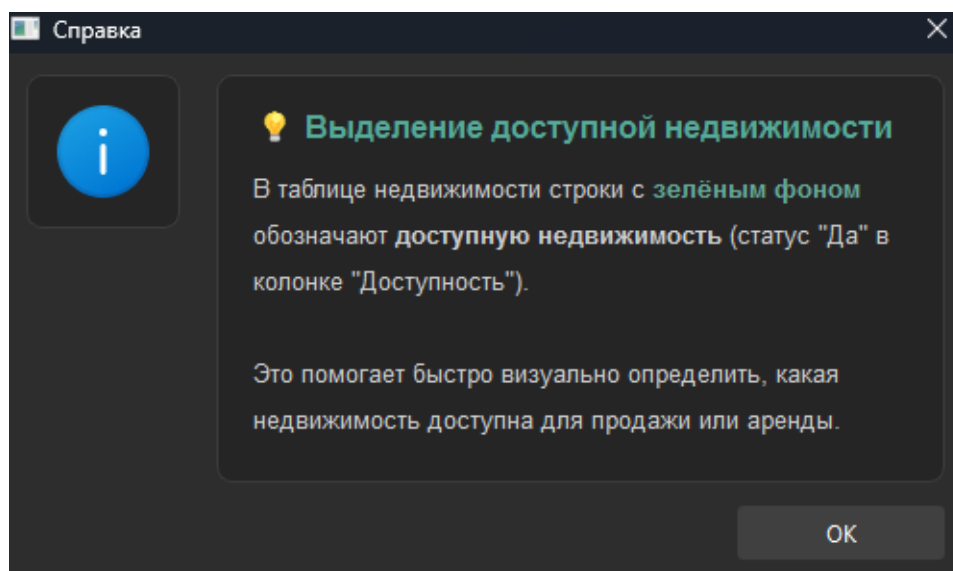 Справка
Выделение доступной недвижимости
В таблице недвижимости строки с зелёным фоном
обозначают доступную недвижимость (статус "Да" в
колонке "Доступность").
Это помогает быстро визуально определить, какая
недвижимость доступна для продажи или аренды.
ОК